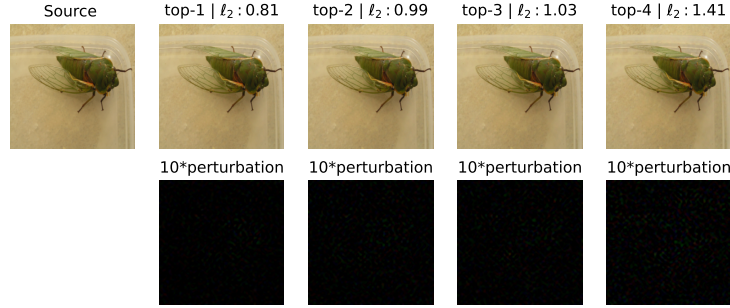 Source
top-1 | ℓ₂ : 0.81
top-2 | ℓ₂ : 0.99
top-3 | ℓ₂ : 1.03
top-4 | ℓ₂ : 1.41
10*perturbation
10*perturbation
10*perturbation
10*perturbation